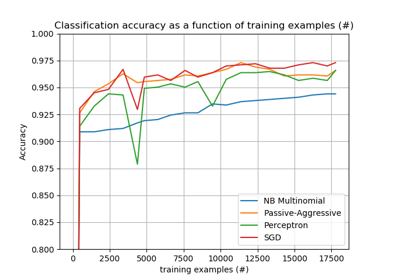 Classification accuracy as a function of training examples (#)
1.000
0.975
0.950
0.925
0.900
0.875
0.850
0.825
0.800
Accuracy
NB Multinomial
Passive-Aggressive
Perceptron
SGD
0 2500 5000 7500 10000 12500 15000 17500
training examples (#)